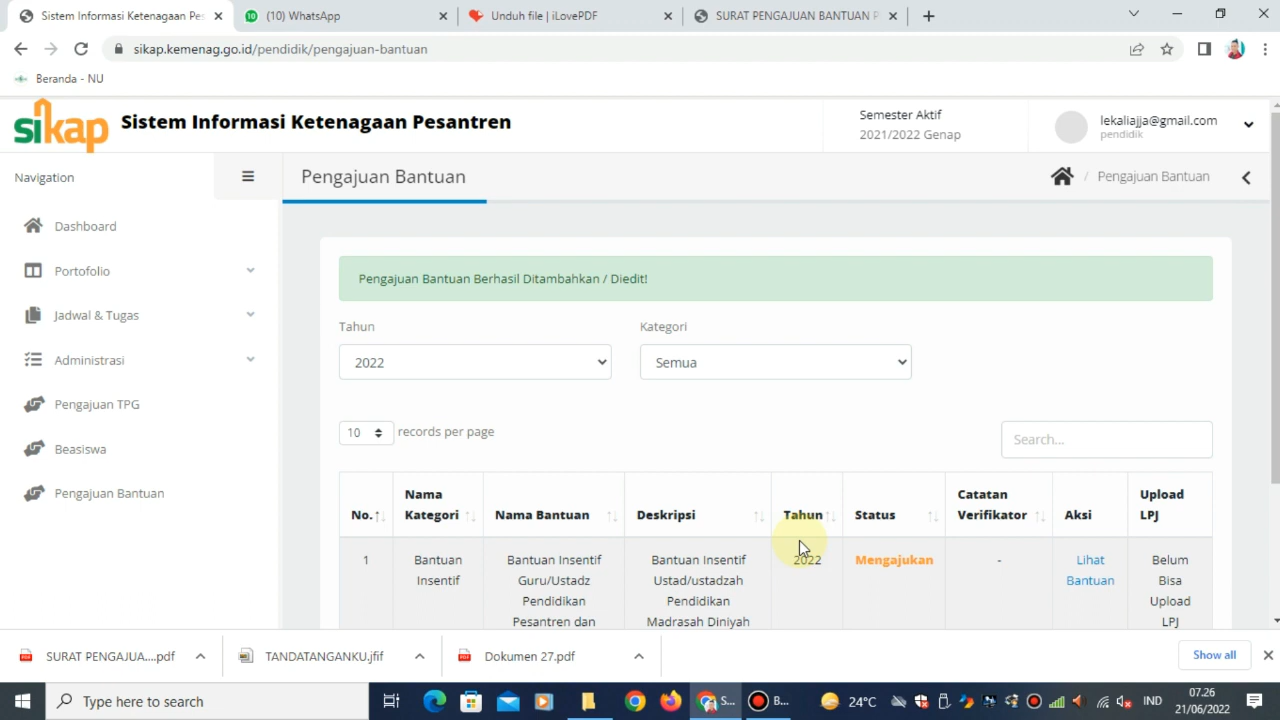 Sistem Informasi Ketenagaan Pes
(10) WhatsApp
Unduh file | iLovePDF
SURAT PENGAJUAN BANTUAN P
sikap.kemenag.go.id/pendidik/pengajuan-bantuan
Beranda - NU
sikap
Sistem Informasi Ketenagaan Pesantren
Semester Aktif
2021/2022 Genap
lekaliajja@gmail.com
pendidik
Navigation
Pengajuan Bantuan
/ Pengajuan Bantuan
Dashboard
Portofolio
Jadwal & Tugas
Administrasi
Pengajuan TPG
Beasiswa
Pengajuan Bantuan
Pengajuan Bantuan Berhasil Ditambahkan / Diedit!
Tahun
Kategori
2022
Semua
10 records per page
Search...
No.
Nama
Kategori
Nama Bantuan
Deskripsi
Tahun
Status
Catatan
Verifikator
Aksi
Upload
LPJ
1
Bantuan
Insentif
Bantuan Insentif
Guru/Ustadz
Pendidikan
Pesantren dan
Bantuan Insentif
Ustad/ustadzah
Pendidikan
Madrasah Diniyah
2022
Mengajukan
-
Lihat
Bantuan
Belum
Bisa
Upload
LPJ
SURAT PENGAJUA....pdf
TANDATANGANKU.jfif
Dokumen 27.pdf
Show all
Type here to search
S...
B...
24°C
IND
07.26
21/06/2022